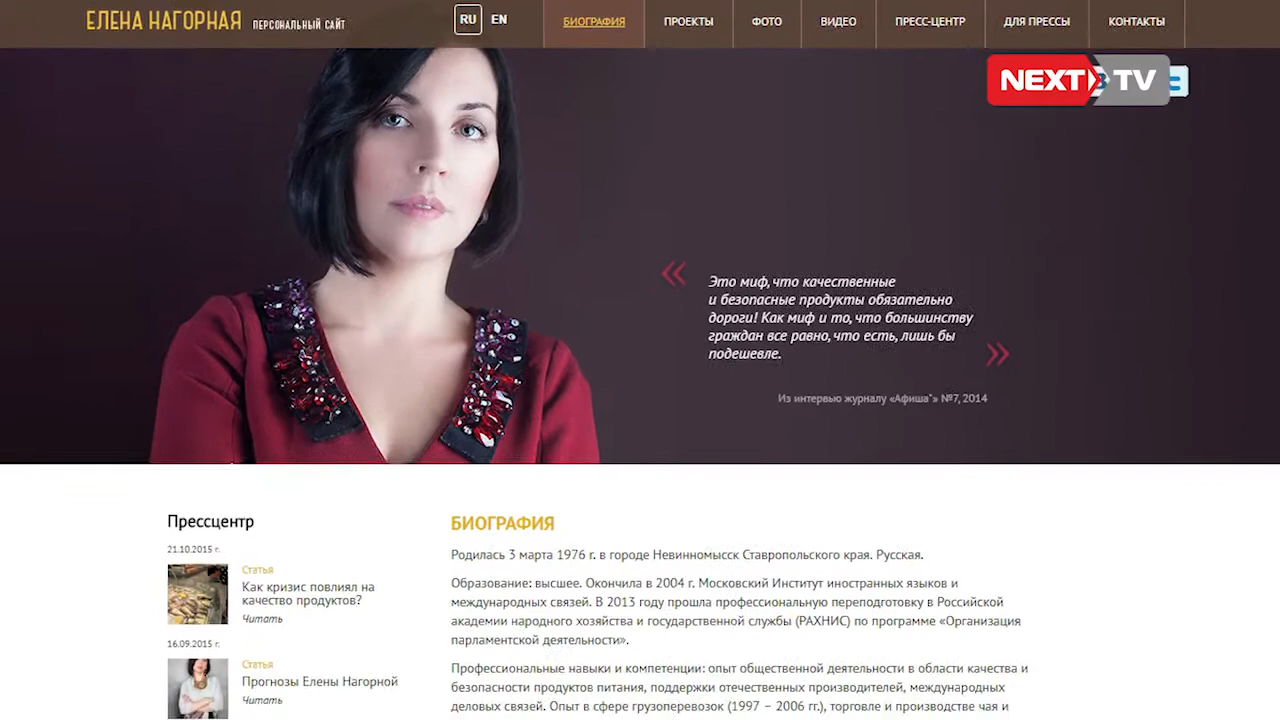 ЕЛЕНА НАГОРНАЯ ПЕРСОНАЛЬНЫЙ САЙТ RU EN БИОГРАФИЯ ПРОЕКТЫ ФОТО ВИДЕО ПРЕСС-ЦЕНТР ДЛЯ ПРЕССЫ КОНТАКТЫ
NEXT TV
« Это миф, что качественные
и безопасные продукты обязательно
дороги! Как миф и то, что большинству
граждан все равно, что есть, лишь бы
подешевле. »
Из интервью журналу «Афиша"» №7, 2014
Прессцентр
21.10.2015 г.
Статья
Как кризис повлиял на
качество продуктов?
Читать
16.09.2015 г.
Статья
Прогнозы Елены Нагорной
Читать
БИОГРАФИЯ
Родилась 3 марта 1976 г. в городе Невинномысск Ставропольского края. Русская.
Образование: высшее. Окончила в 2004 г. Московский Институт иностранных языков и
международных связей. В 2013 году прошла профессиональную переподготовку в Российской
академии народного хозяйства и государственной службы (РАХНИС) по программе «Организация
парламентской деятельности».
Профессиональные навыки и компетенции: опыт общественной деятельности в области качества и
безопасности продуктов питания, поддержки отечественных производителей, международных
деловых связей. Опыт в сфере грузоперевозок (1997 – 2006 гг.), торговле и производстве чая и